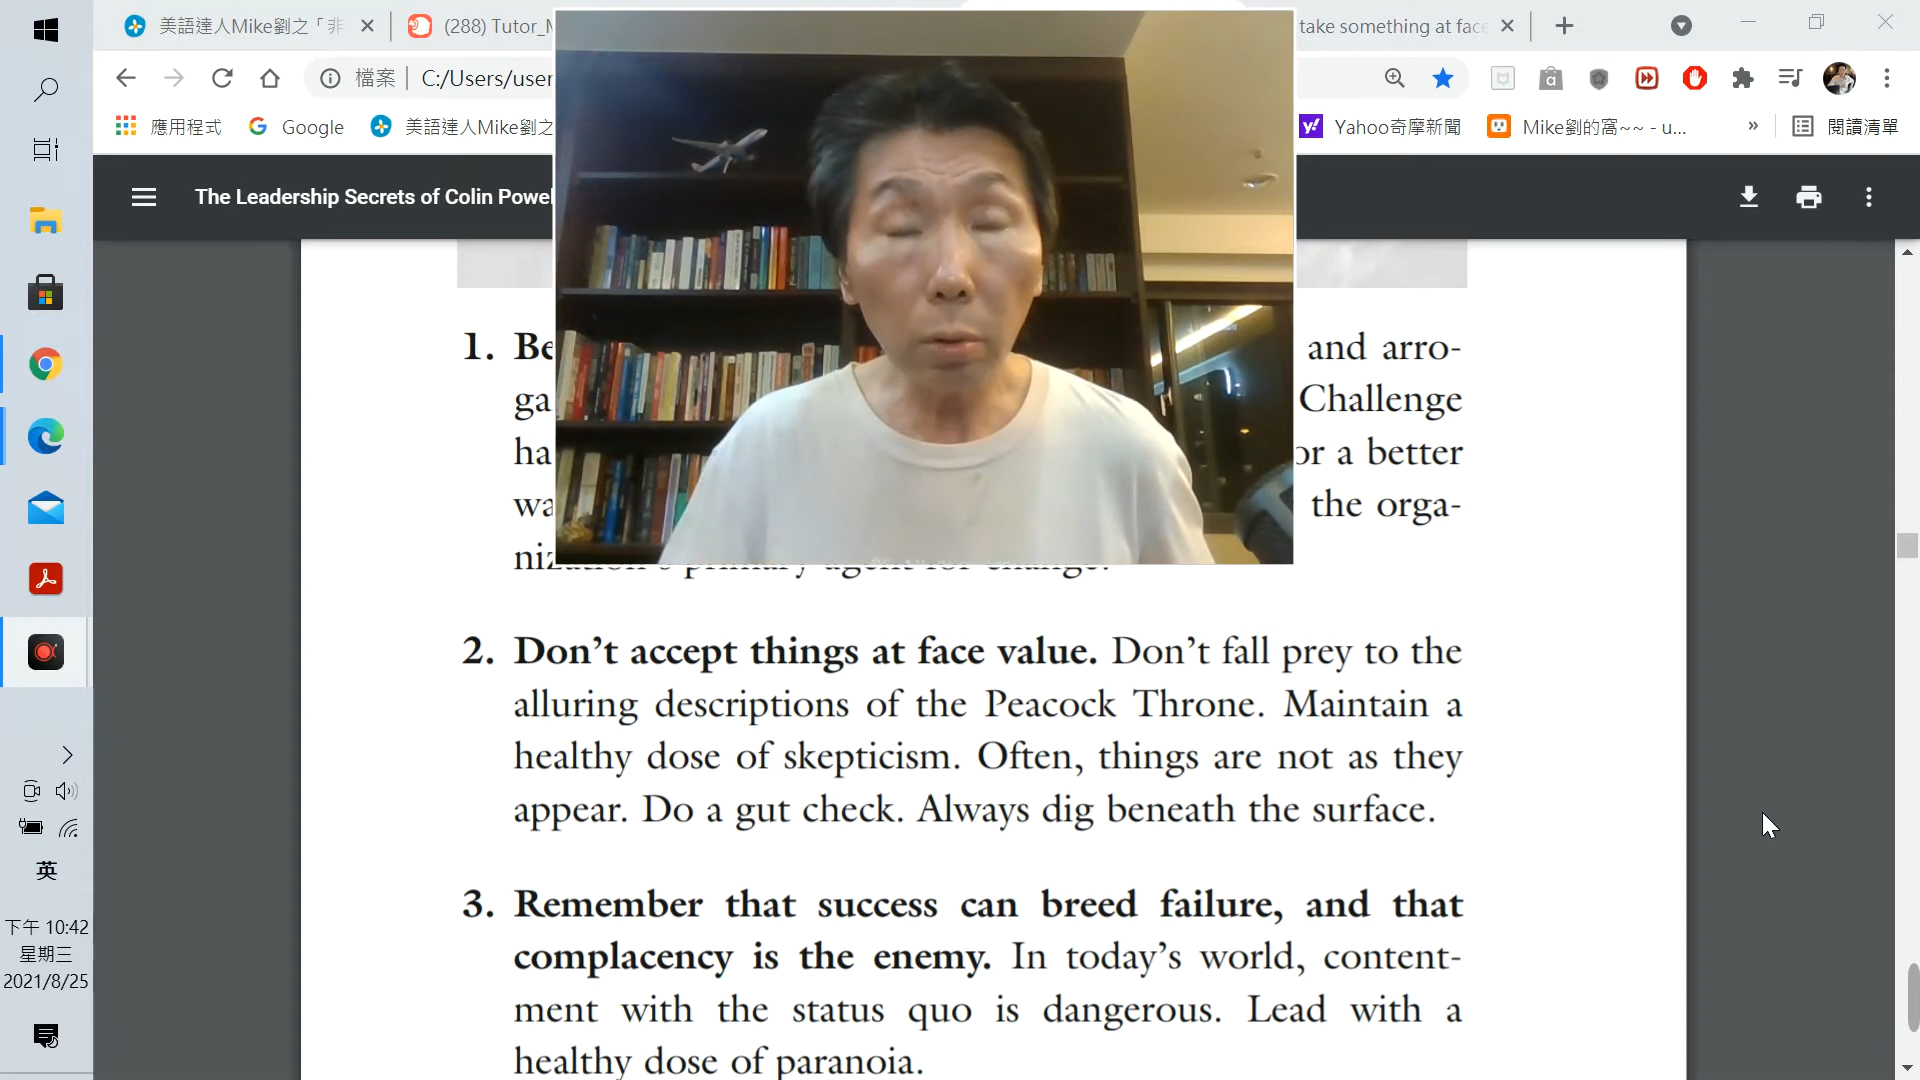 美語達人Mike劉之「非
(288) Tutor_M
take something at face
檔案
C:/Users/user
應用程式
Google
美語達人Mike劉之
Yahoo奇摩新聞
Mike劉的窩~~ - u...
»
閱讀清單
The Leadership Secrets of Colin Powel
1. Be
and arro-
ga
Challenge
ha
or a better
wa
the orga-
nization's primary agent for change.
2. Don't accept things at face value. Don't fall prey to the
alluring descriptions of the Peacock Throne. Maintain a
healthy dose of skepticism. Often, things are not as they
appear. Do a gut check. Always dig beneath the surface.
3. Remember that success can breed failure, and that
complacency is the enemy. In today's world, content-
ment with the status quo is dangerous. Lead with a
healthy dose of paranoia.
英
下午 10:42
星期三
2021/8/25